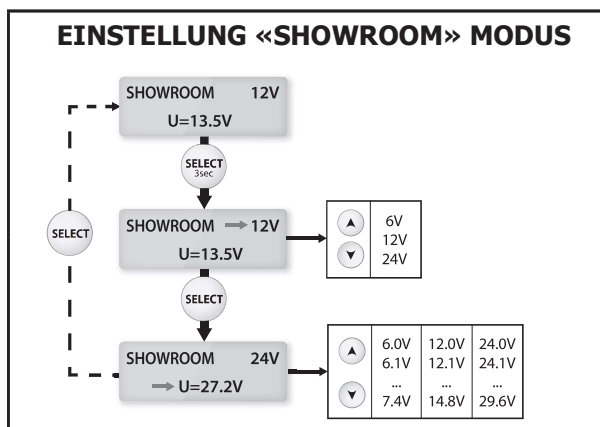 EINSTELLUNG «SHOWROOM» MODUS
SHOWROOM 12V
U=13.5V
SELECT
3sec
SHOWROOM 12V
U=13.5V
6V
12V
24V
SELECT
SELECT
SHOWROOM 24V
U=27.2V
6.0V 12.0V 24.0V
6.1V 12.1V 24.1V
... ... ...
7.4V 14.8V 29.6V